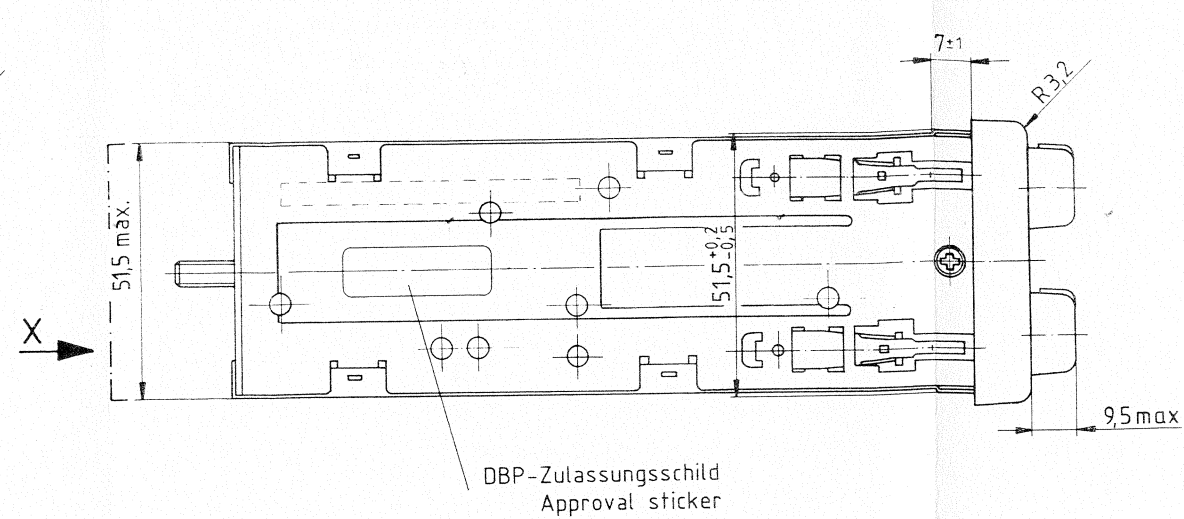 7±1
R3,2
51,5 max.
51,5 +0,2 -0,5
X
9,5max
DBP-Zulassungsschild
Approval sticker